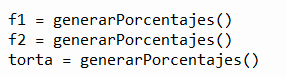 f1 = generarPorcentajes()
f2 = generarPorcentajes()
torta = generarPorcentajes()